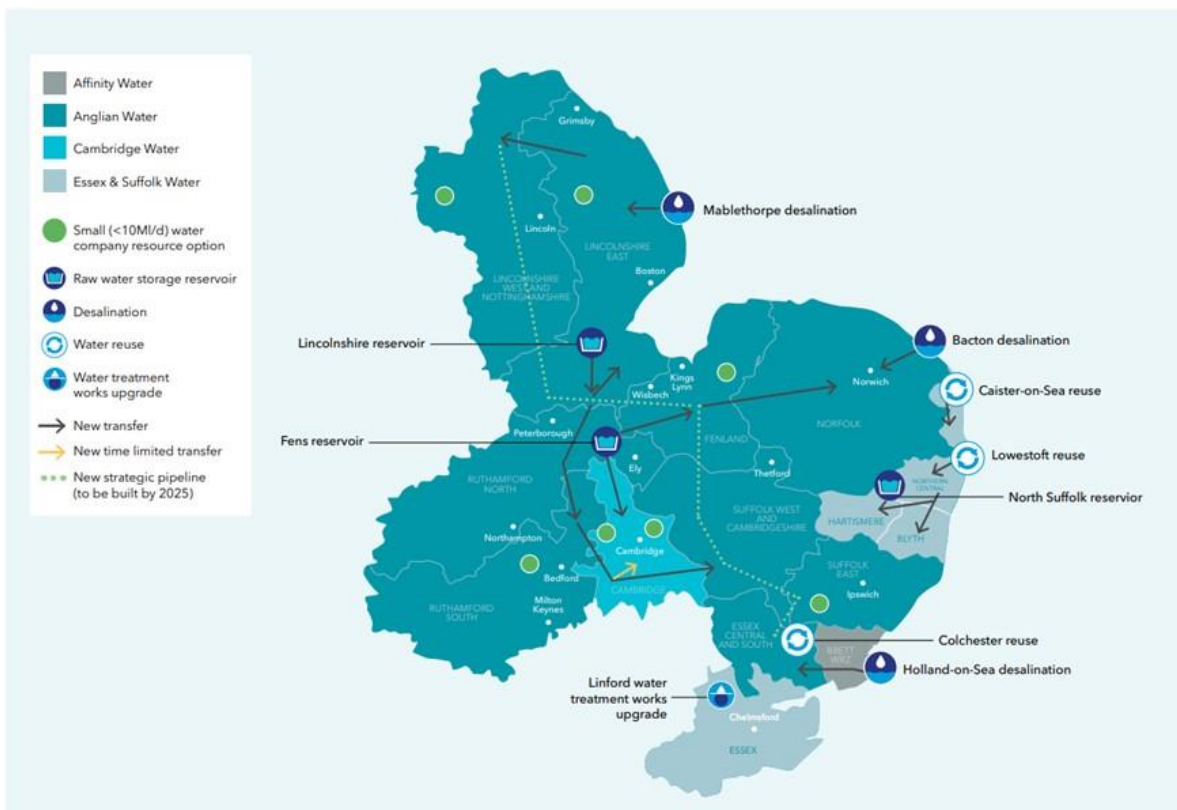 Affinity Water
Anglian Water
Cambridge Water
Essex & Suffolk Water
Small (<10Ml/d) water
company resource option
Raw water storage reservoir
Desalination
Water reuse
Water treatment
works upgrade
New transfer
New time limited transfer
New strategic pipeline
(to be built by 2025)
Grimsby
Mablethorpe desalination
Lincoln
LINCOLNSHIRE
EAST
Boston
LINCOLNSHIRE
WEST AND
NOTTINGHAMSHIRE
Lincolnshire reservoir
Bacton desalination
Kings
Lynn
Wisbech
Norwich
Caister-on-Sea reuse
Peterborough
Fens reservoir
FENLAND
NORFOLK
Ely
Thetford
Lowestoft reuse
NORTHERN
CENTRAL
North Suffolk reservior
RUTHAMFORD
NORTH
SUFFOLK WEST
AND
CAMBRIDGESHIRE
HARTISMERE
BLYTH
Northampton
Cambridge
Bedford
CAMBRIDGE
SUFFOLK
EAST
Ipswich
Milton
Keynes
RUTHAMFORD
SOUTH
ESSEX
CENTRAL
AND SOUTH
Colchester reuse
BRETT
WRZ
Holland-on-Sea desalination
Linford water
treatment works
upgrade
Chelmsford
ESSEX